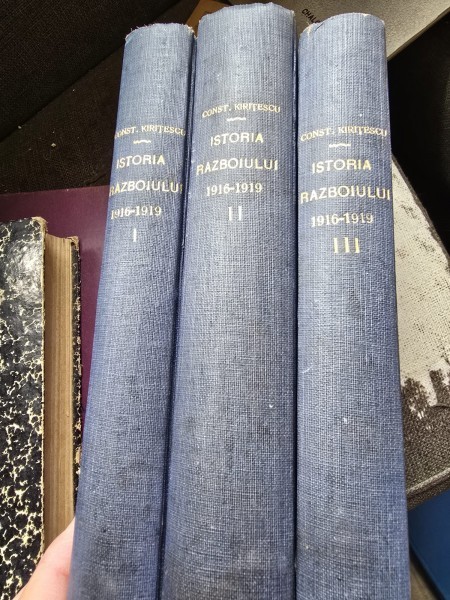 CONST. KIRIȚESCU
ISTORIA
RAZBOIULUI
1916-1919
I
CONST. KIRIȚESCU
ISTORIA
RAZBOIULUI
1916-1919
II
CONST. KIRIȚESCU
ISTORIA
RAZBOIULUI
1916-1919
III